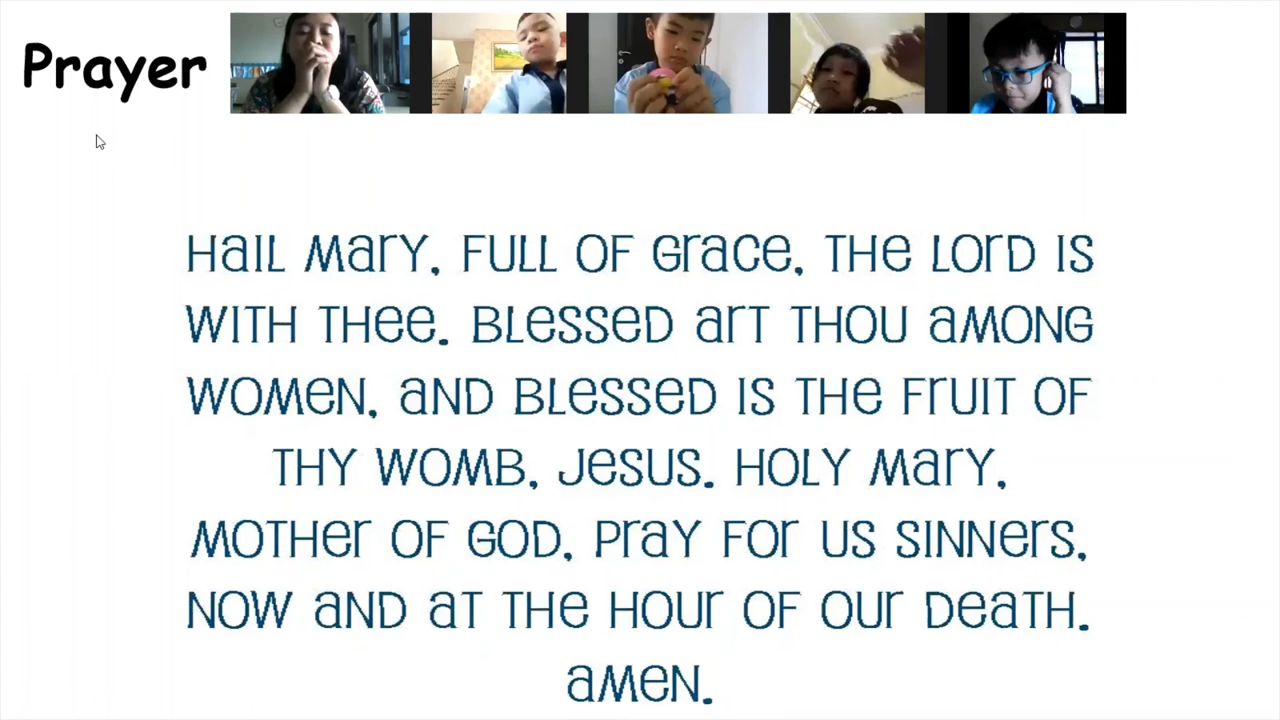 Prayer
Hail Mary, full of grace, the Lord is
with thee. Blessed art thou among
women, and blessed is the fruit of
thy womb, Jesus. Holy Mary,
Mother of God, pray for us sinners,
now and at the hour of our death.
Amen.